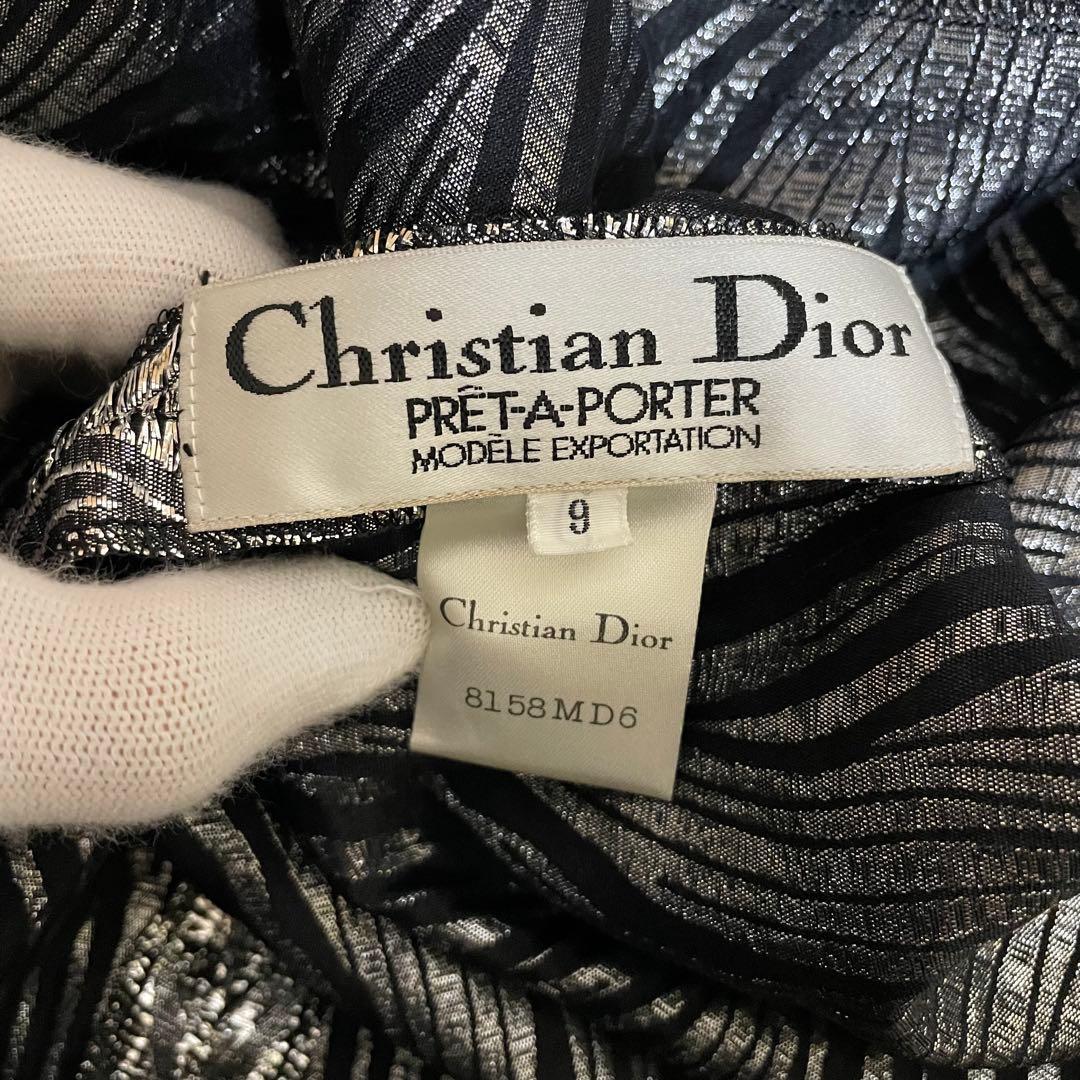 Christian Dior
PRÊT-A-PORTER
MODÈLE EXPORTATION
9
Christian Dior
8158MD6